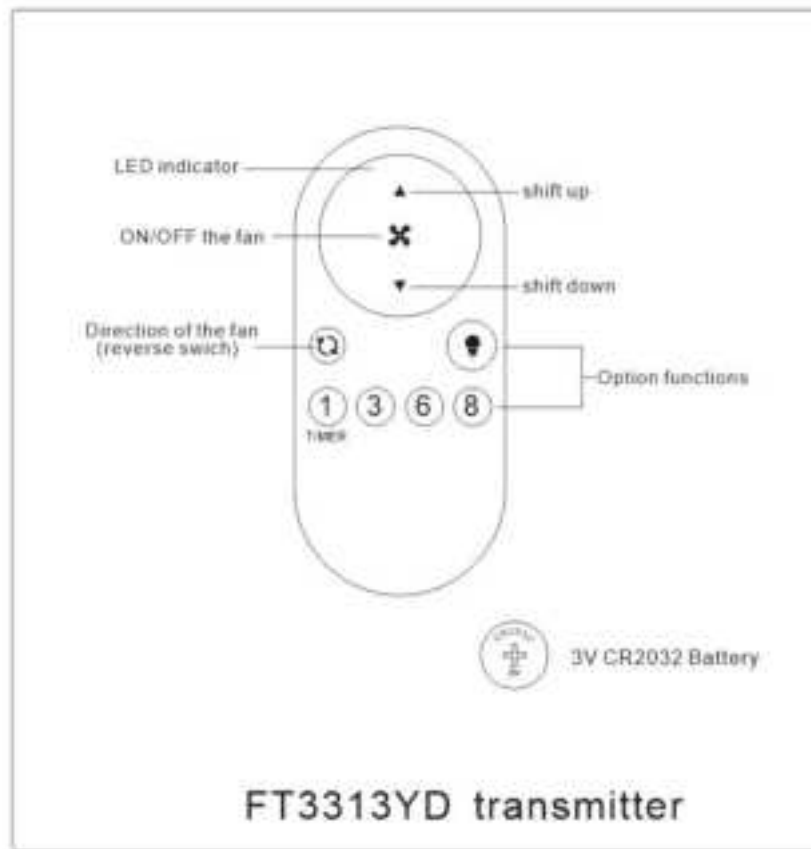 LED indicator
shift up
ON/OFF the fan
shift down
Direction of the fan
(reverse swich)
Option functions
1 3 6 8
TIMER
CR2032
3V CR2032 Battery
FT3313YD transmitter